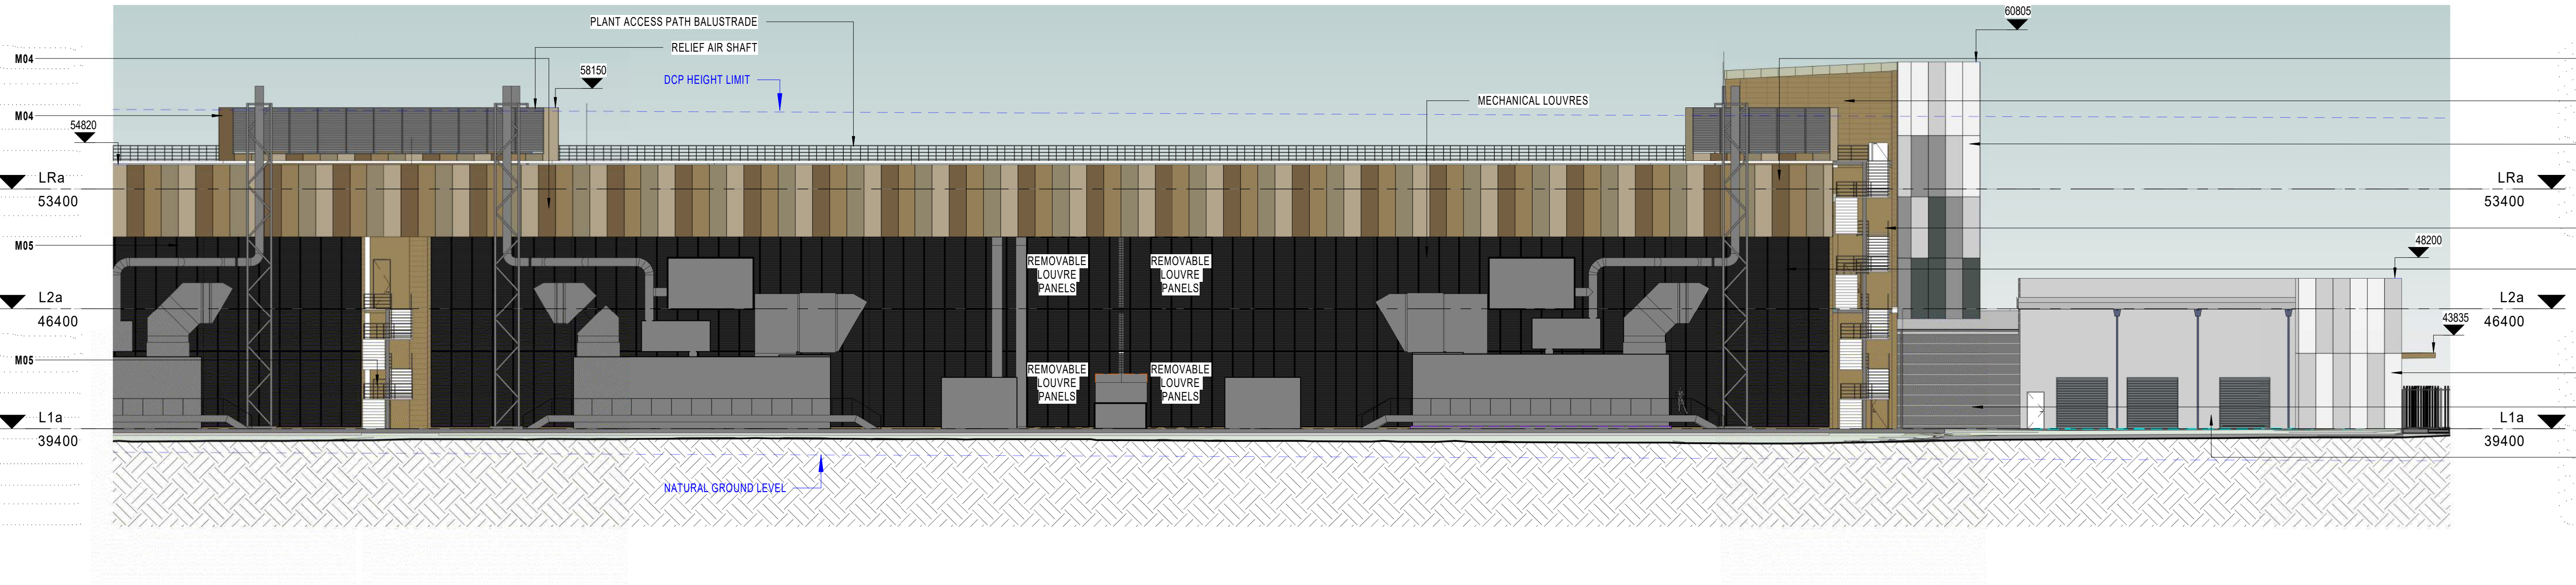 60805
PLANT ACCESS PATH BALUSTRADE
RELIEF AIR SHAFT
M04
58150
DCP HEIGHT LIMIT
MECHANICAL LOUVRES
M04
54820
LRa
53400
LRa
53400
M05
48200
REMOVABLE
LOUVRE
PANELS
REMOVABLE
LOUVRE
PANELS
L2a
46400
L2a
46400
43835
M05
REMOVABLE
LOUVRE
PANELS
REMOVABLE
LOUVRE
PANELS
L1a
39400
L1a
39400
NATURAL GROUND LEVEL